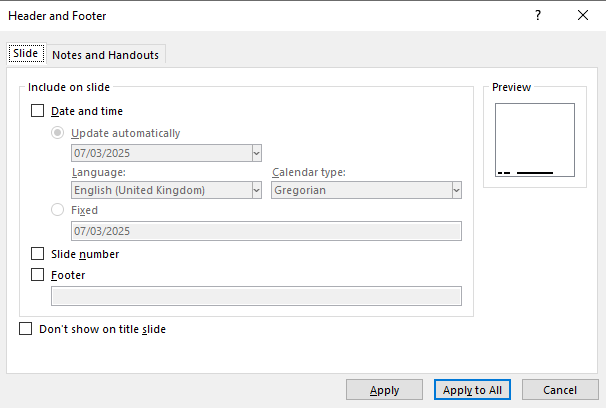 Header and Footer ?
Slide Notes and Handouts
Include on slide Preview
Date and time
Update automatically
07/03/2025
Language: Calendar type:
English (United Kingdom) Gregorian
Fixed
07/03/2025
Slide number
Footer
Don't show on title slide
Apply Apply to All Cancel